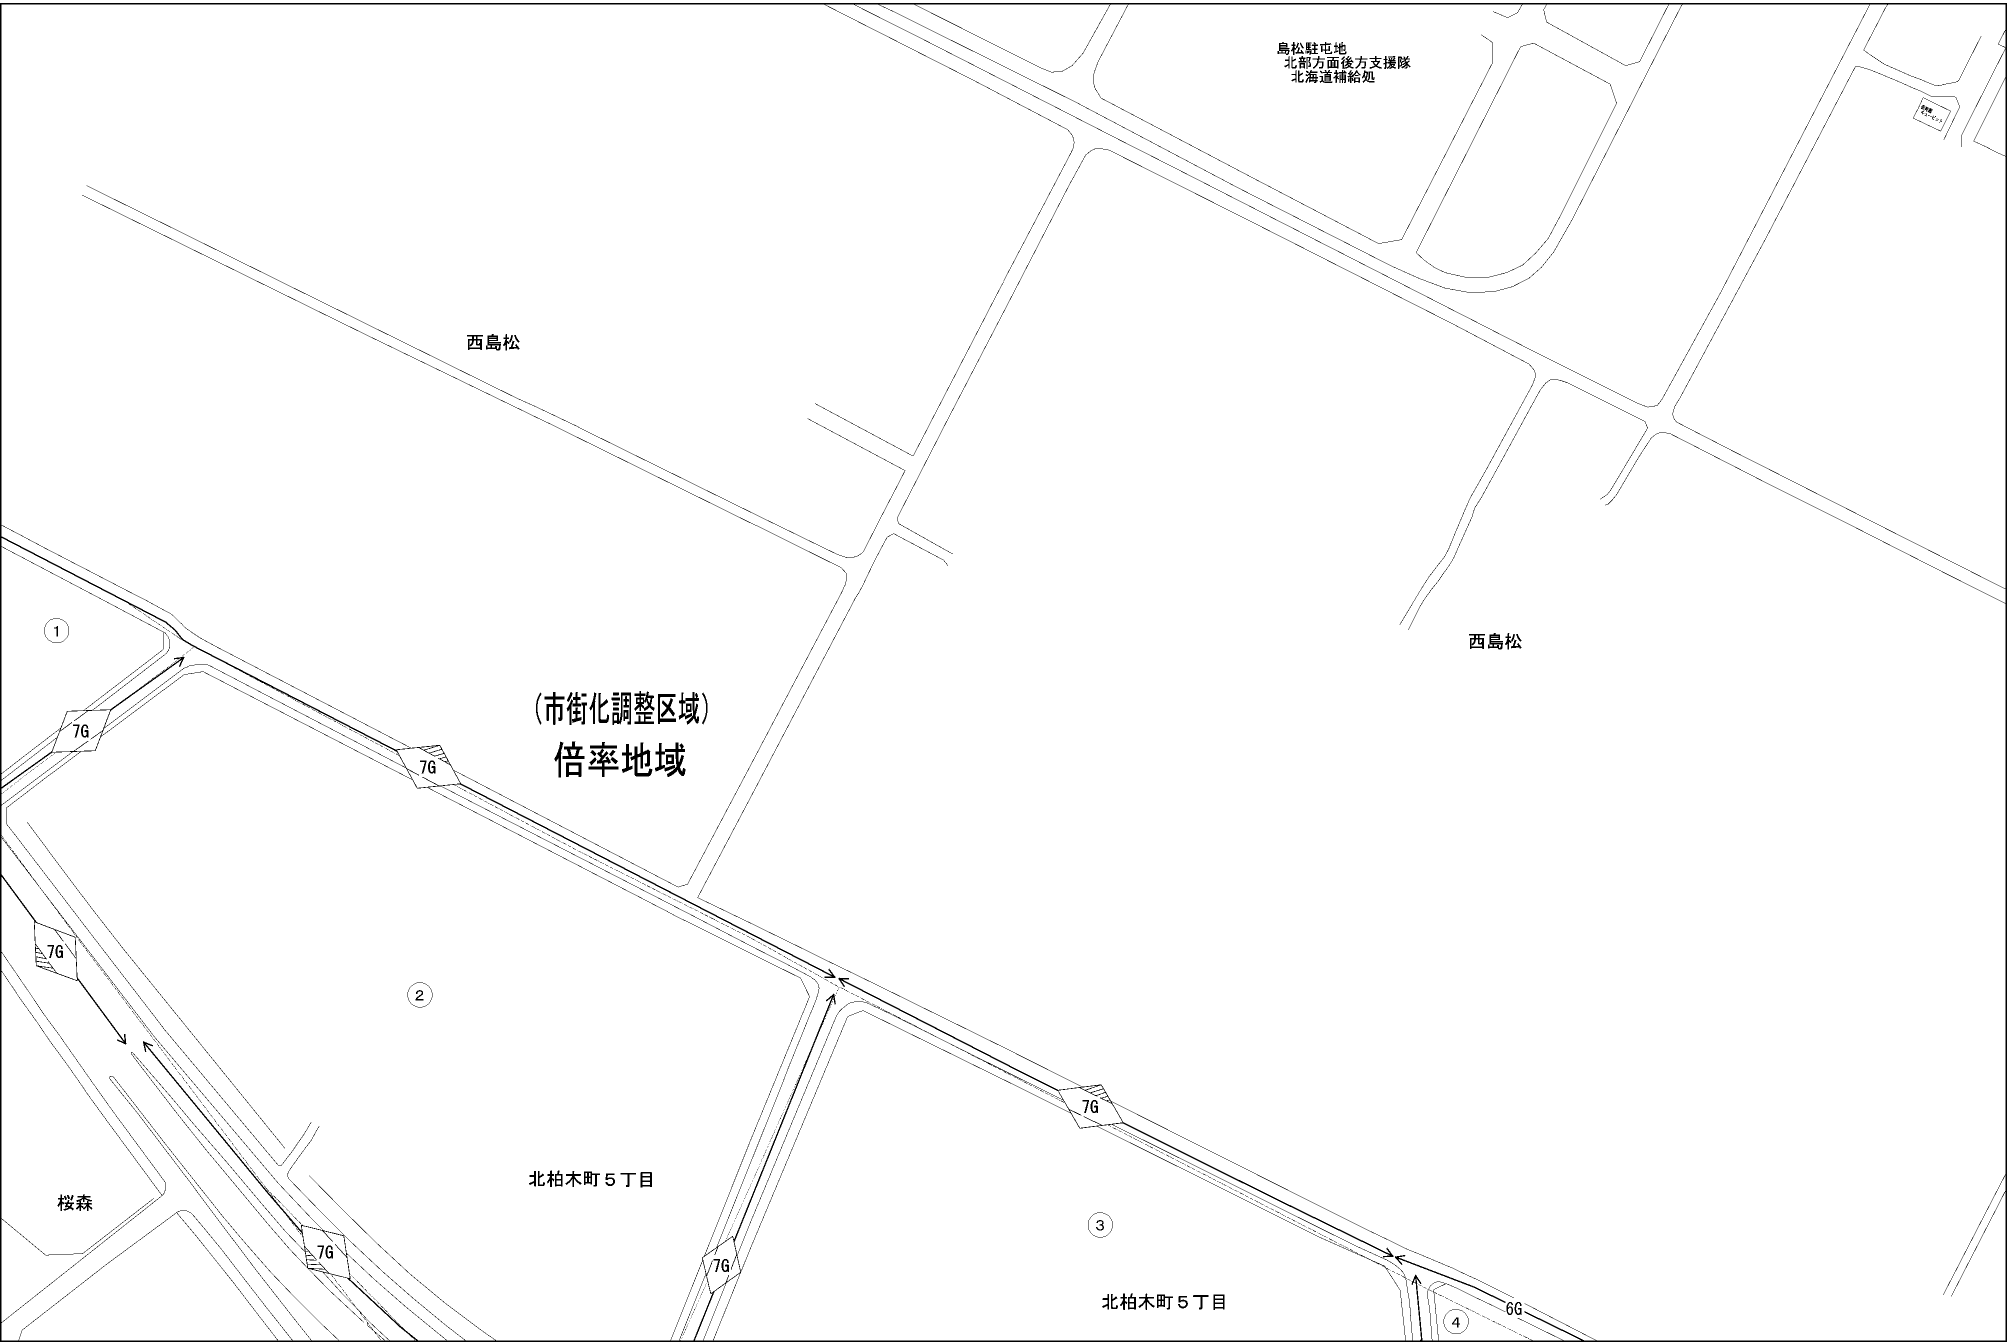 島松駐屯地
北部方面後方支援隊
北海道補給処
西島松
西島松
①
(市街化調整区域)
倍率地域
7G
7G
7G
②
7G
北柏木町５丁目
桜森
③
7G
7G
北柏木町５丁目
6G
④